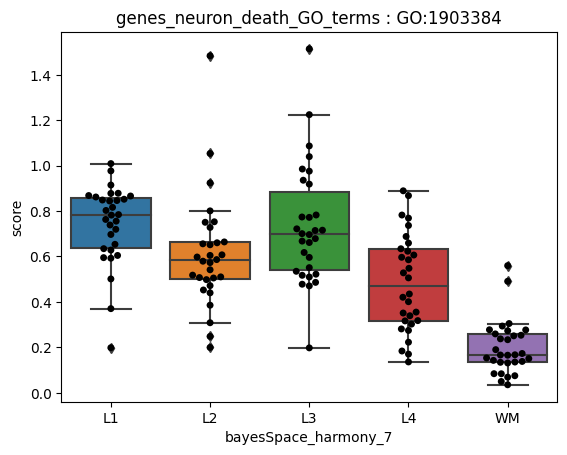 genes_neuron_death_GO_terms : GO:1903384
score
1.4
1.2
1.0
0.8
0.6
0.4
0.2
0.0
L1 L2 L3 L4 WM
bayesSpace_harmony_7